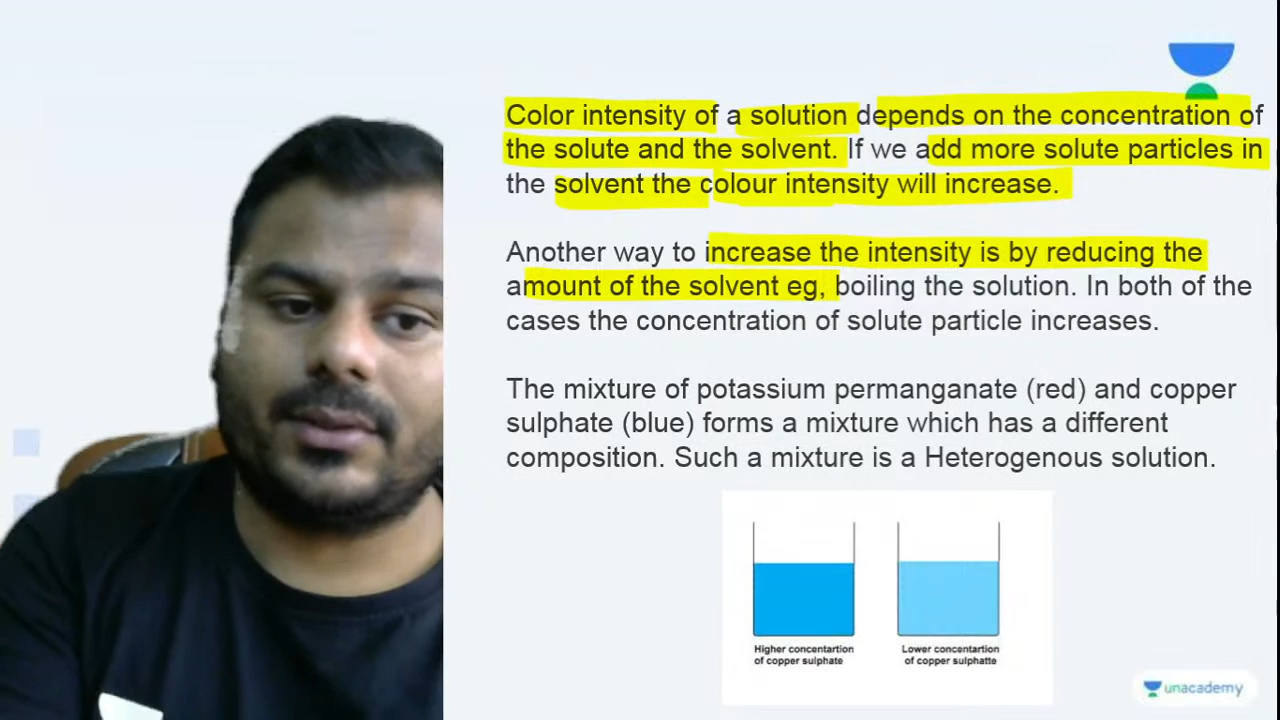 Color intensity of a solution depends on the concentration of
the solute and the solvent. If we add more solute particles in
the solvent the colour intensity will increase.
Another way to increase the intensity is by reducing the
amount of the solvent eg, boiling the solution. In both of the
cases the concentration of solute particle increases.
The mixture of potassium permanganate (red) and copper
sulphate (blue) forms a mixture which has a different
composition. Such a mixture is a Heterogenous solution.
Higher concentartion
of copper sulphate
Lower concentartion
of copper sulphatte
unacademy